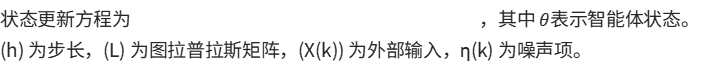 状态更新方程为 ，其中 θ表示智能体状态。
(h) 为步长，(L) 为图拉普拉斯矩阵，(X(k)) 为外部输入，η(k) 为噪声项。